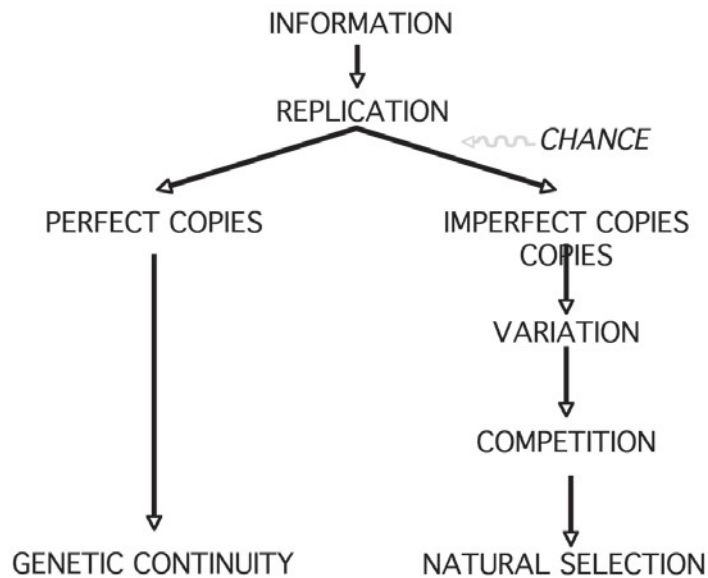 INFORMATION
REPLICATION
CHANCE
PERFECT COPIES
IMPERFECT COPIES
COPIES
VARIATION
COMPETITION
GENETIC CONTINUITY
NATURAL SELECTION